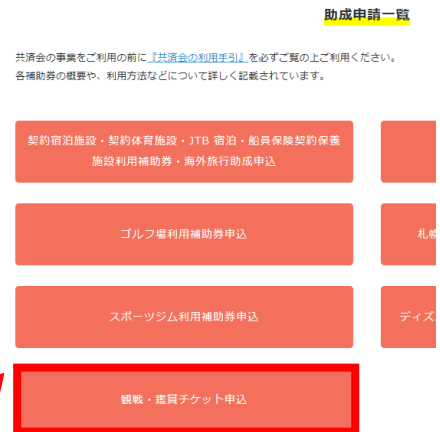 助成申請一覧
共済会の事業をご利用の前に『共済会の利用手引』を必ずご覧の上ご利用ください。
各補助券の概要や、利用方法などについて詳しく記載されています。
契約宿泊施設・契約体育施設・JTB 宿泊・船員保険契約保養
施設利用補助券・海外旅行助成申込
ゴルフ場利用補助券申込
札幌
スポーツジム利用補助券申込
ディズ
観戦・鑑賞チケット申込